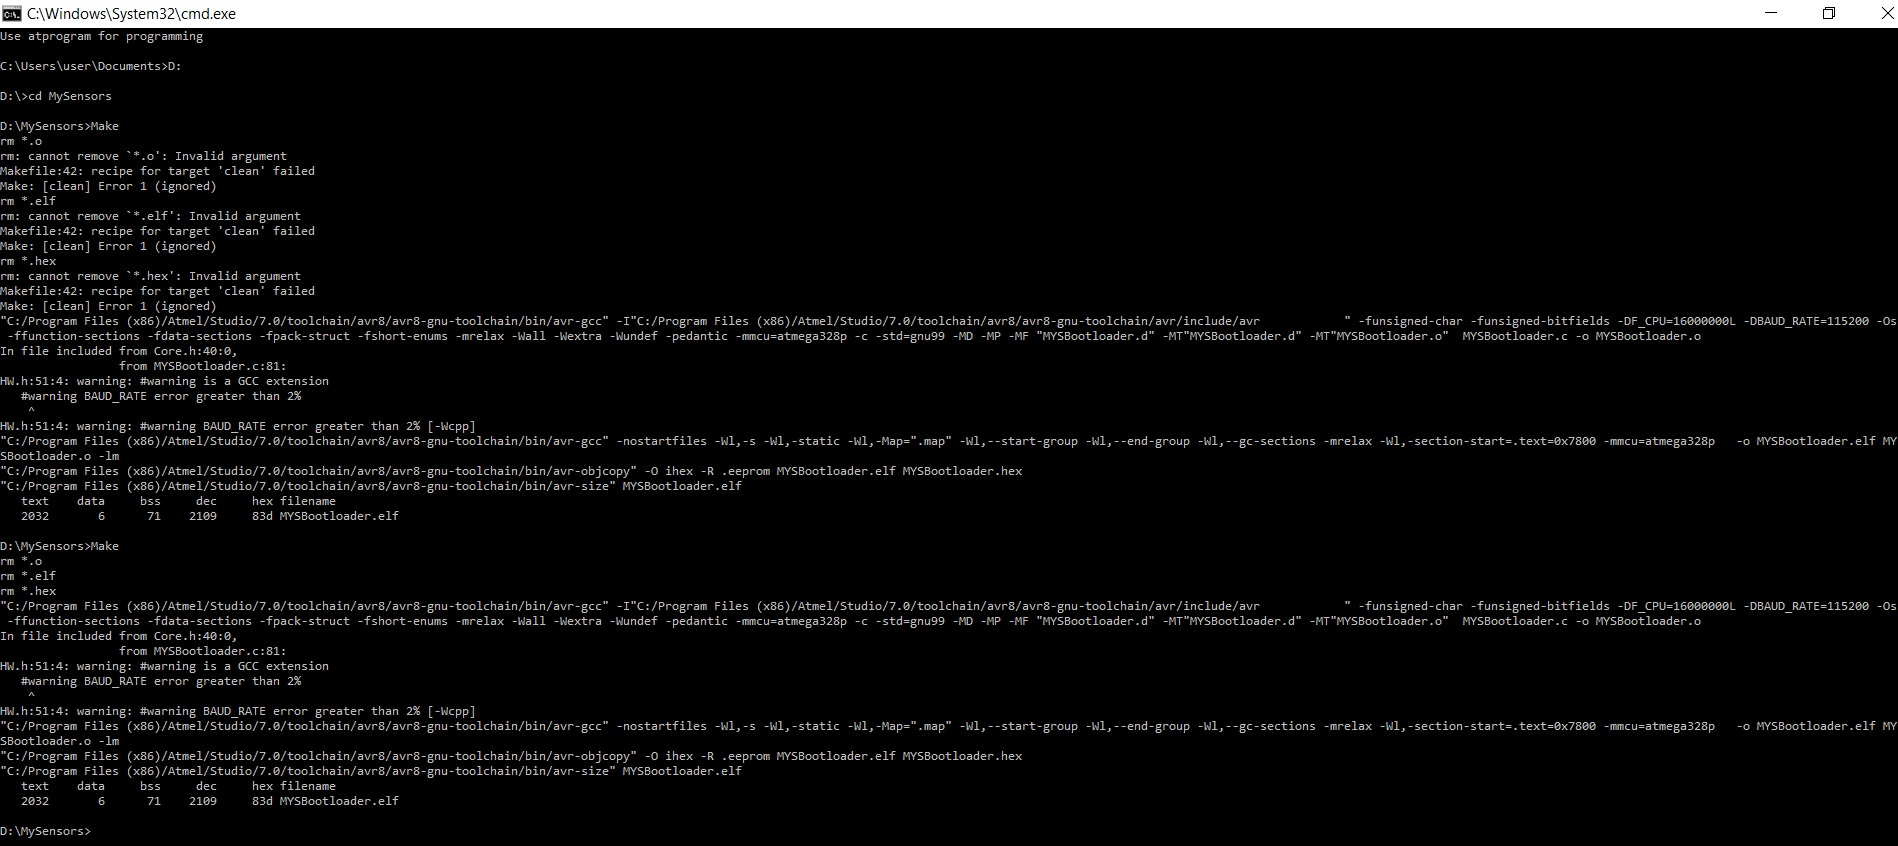 C:\Windows\System32\cmd.exe
Use atprogram for programming
C:\Users\user\Documents>D:
D:\>cd MySensors
D:\MySensors>Make
rm *.o
rm: cannot remove `*.o': Invalid argument
Makefile:42: recipe for target 'clean' failed
Make: [clean] Error 1 (ignored)
rm *.elf
rm: cannot remove `*.elf': Invalid argument
Makefile:42: recipe for target 'clean' failed
Make: [clean] Error 1 (ignored)
rm *.hex
rm: cannot remove `*.hex': Invalid argument
Makefile:42: recipe for target 'clean' failed
Make: [clean] Error 1 (ignored)
"C:/Program Files (x86)/Atmel/Studio/7.0/toolchain/avr8/avr8-gnu-toolchain/bin/avr-gcc" -I"C:/Program Files (x86)/Atmel/Studio/7.0/toolchain/avr8/avr8-gnu-toolchain/avr/include/avr            " -funsigned-char -funsigned-bitfields -DF_CPU=16000000L -DBAUD_RATE=115200 -Os
 -ffunction-sections -fdata-sections -fpack-struct -fshort-enums -mrelax -Wall -Wextra -Wundef -pedantic -mmcu=atmega328p -c -std=gnu99 -MD -MP -MF "MYSBootloader.d" -MT"MYSBootloader.d" -MT"MYSBootloader.o"  MYSBootloader.c -o MYSBootloader.o
In file included from Core.h:40:0,
                 from MYSBootloader.c:81:
HW.h:51:4: warning: #warning is a GCC extension
   #warning BAUD_RATE error greater than 2%
    ^
HW.h:51:4: warning: #warning BAUD_RATE error greater than 2% [-Wcpp]
"C:/Program Files (x86)/Atmel/Studio/7.0/toolchain/avr8/avr8-gnu-toolchain/bin/avr-gcc" -nostartfiles -Wl,-s -Wl,-static -Wl,-Map=".map" -Wl,--start-group -Wl,--end-group -Wl,--gc-sections -mrelax -Wl,-section-start=.text=0x7800 -mmcu=atmega328p   -o MYSBootloader.elf MY
SBootloader.o -lm
"C:/Program Files (x86)/Atmel/Studio/7.0/toolchain/avr8/avr8-gnu-toolchain/bin/avr-objcopy" -O ihex -R .eeprom MYSBootloader.elf MYSBootloader.hex
"C:/Program Files (x86)/Atmel/Studio/7.0/toolchain/avr8/avr8-gnu-toolchain/bin/avr-size" MYSBootloader.elf
   text    data     bss     dec     hex filename
   2032       6      71    2109     83d MYSBootloader.elf
D:\MySensors>Make
rm *.o
rm *.elf
rm *.hex
"C:/Program Files (x86)/Atmel/Studio/7.0/toolchain/avr8/avr8-gnu-toolchain/bin/avr-gcc" -I"C:/Program Files (x86)/Atmel/Studio/7.0/toolchain/avr8/avr8-gnu-toolchain/avr/include/avr            " -funsigned-char -funsigned-bitfields -DF_CPU=16000000L -DBAUD_RATE=115200 -Os
 -ffunction-sections -fdata-sections -fpack-struct -fshort-enums -mrelax -Wall -Wextra -Wundef -pedantic -mmcu=atmega328p -c -std=gnu99 -MD -MP -MF "MYSBootloader.d" -MT"MYSBootloader.d" -MT"MYSBootloader.o"  MYSBootloader.c -o MYSBootloader.o
In file included from Core.h:40:0,
                 from MYSBootloader.c:81:
HW.h:51:4: warning: #warning is a GCC extension
   #warning BAUD_RATE error greater than 2%
    ^
HW.h:51:4: warning: #warning BAUD_RATE error greater than 2% [-Wcpp]
"C:/Program Files (x86)/Atmel/Studio/7.0/toolchain/avr8/avr8-gnu-toolchain/bin/avr-gcc" -nostartfiles -Wl,-s -Wl,-static -Wl,-Map=".map" -Wl,--start-group -Wl,--end-group -Wl,--gc-sections -mrelax -Wl,-section-start=.text=0x7800 -mmcu=atmega328p   -o MYSBootloader.elf MY
SBootloader.o -lm
"C:/Program Files (x86)/Atmel/Studio/7.0/toolchain/avr8/avr8-gnu-toolchain/bin/avr-objcopy" -O ihex -R .eeprom MYSBootloader.elf MYSBootloader.hex
"C:/Program Files (x86)/Atmel/Studio/7.0/toolchain/avr8/avr8-gnu-toolchain/bin/avr-size" MYSBootloader.elf
   text    data     bss     dec     hex filename
   2032       6      71    2109     83d MYSBootloader.elf
D:\MySensors>